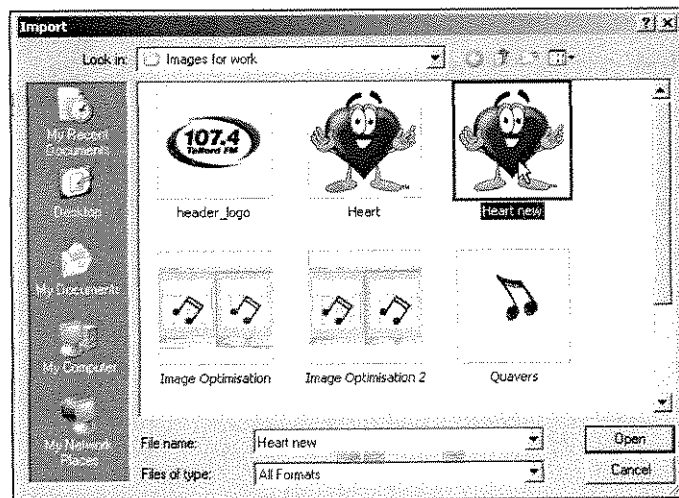 Import
Look in: Images for work
My Recent
Documents
Desktop
My Documents
My Computer
My Network
Places
107.4
Telford FM
header_logo
Heart
Heart new
Image Optimisation
Image Optimisation 2
Quavers
File name: Heart new
Open
Files of type: All Formats
Cancel